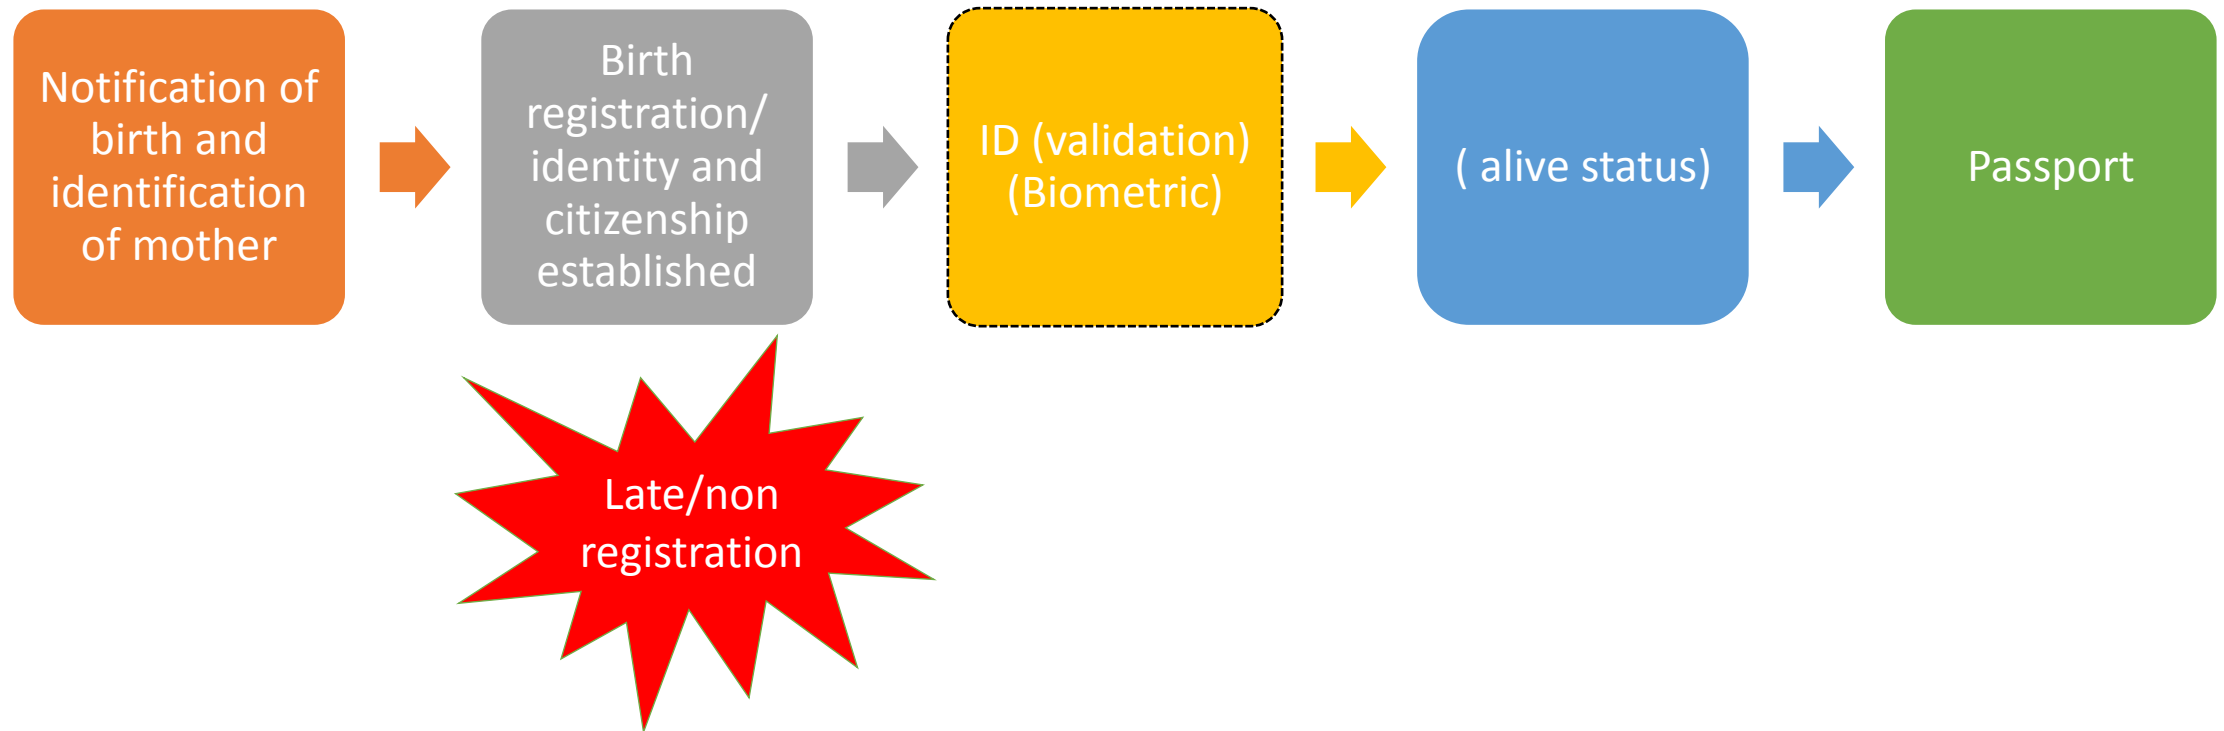 Notification of
birth and
identification
of mother
Birth
registration/
identity and
citizenship
established
ID (validation)
(Biometric)
( alive status)
Passport
Late/non
registration